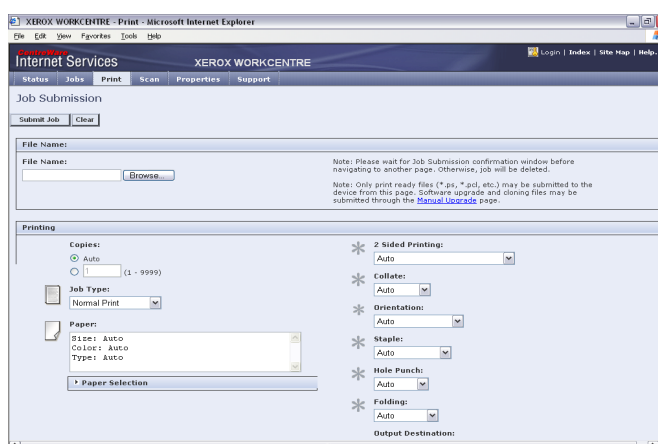 XEROX WORKCENTRE - Print - Microsoft Internet Explorer
File Edit View Favorites Tools Help
CentreWare
Internet Services
XEROX WORKCENTRE
Login | Index | Site Map | Help
Status Jobs Print Scan Properties Support
Job Submission
Submit Job Clear
File Name:
File Name:
Browse...
Note: Please wait for Job Submission confirmation window before
navigating to another page. Otherwise, job will be deleted.
Note: Only print ready files (*.ps, *.pcl, etc.) may be submitted to the
device from this page. Software upgrade and cloning files may be
submitted through the Manual Upgrade page.
Printing
Copies:
Auto
1 (1 - 9999)
Job Type:
Normal Print
Paper:
Size: Auto
Color: Auto
Type: Auto
Paper Selection
2 Sided Printing:
Auto
Collate:
Auto
Orientation:
Auto
Staple:
Auto
Hole Punch:
Auto
Folding:
Auto
Output Destination: